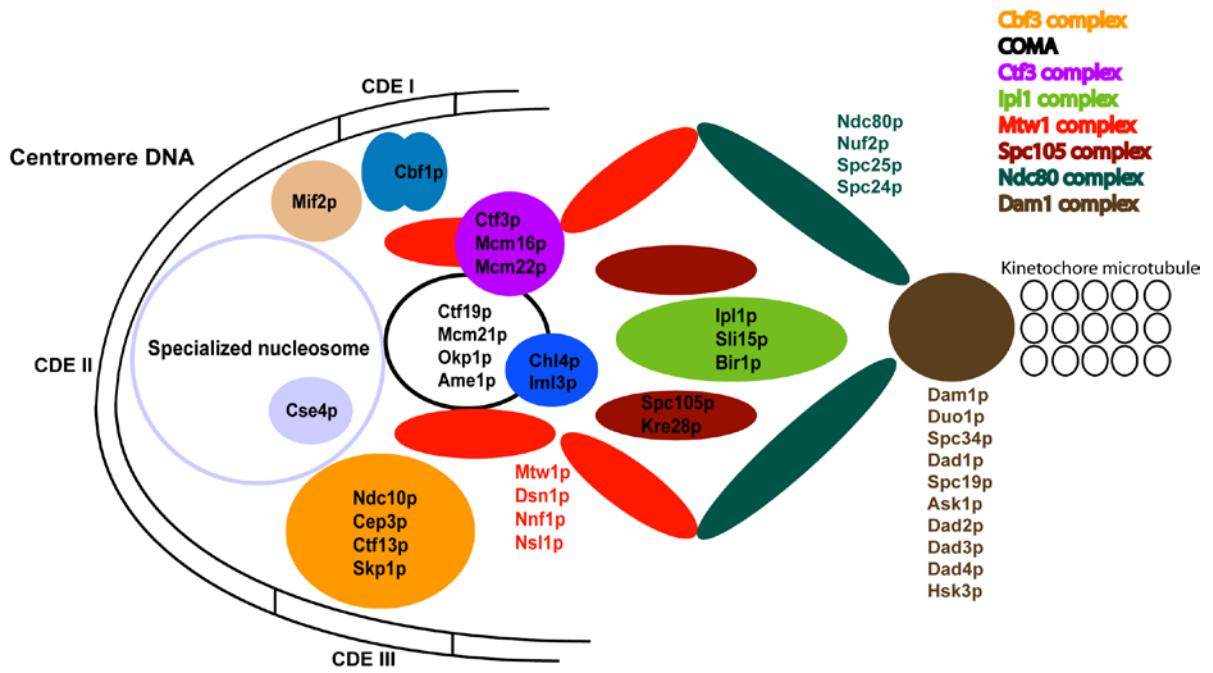 Cbf3 complex
COMA
Ctf3 complex
Ipl1 complex
Mtw1 complex
Spc105 complex
Ndc80 complex
Dam1 complex
CDE I
Centromere DNA
Mif2p
Cbf1p
Ndc80p
Nuf2p
Spc25p
Spc24p
Ctf3p
Mcm16p
Mcm22p
Kinetochore microtubule
CDE II
Specialized nucleosome
Cse4p
Ctf19p
Mcm21p
Okp1p
Ame1p
Chl4p
Iml3p
Ipl1p
Sli15p
Bir1p
Spc105p
Kre28p
Dam1p
Duo1p
Spc34p
Dad1p
Spc19p
Ask1p
Dad2p
Dad3p
Dad4p
Hsk3p
Mtw1p
Dsn1p
Nnf1p
Nsl1p
Ndc10p
Cep3p
Ctf13p
Skp1p
CDE III